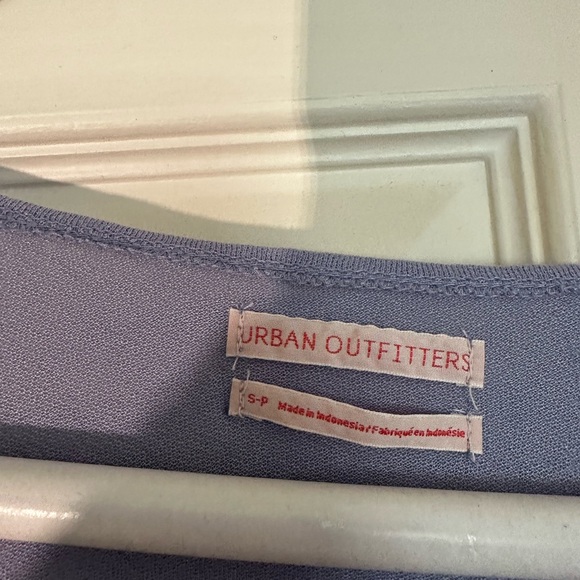 URBAN OUTFITTERS
S-P Made in Indonesia / Fabriqué en Indonésie